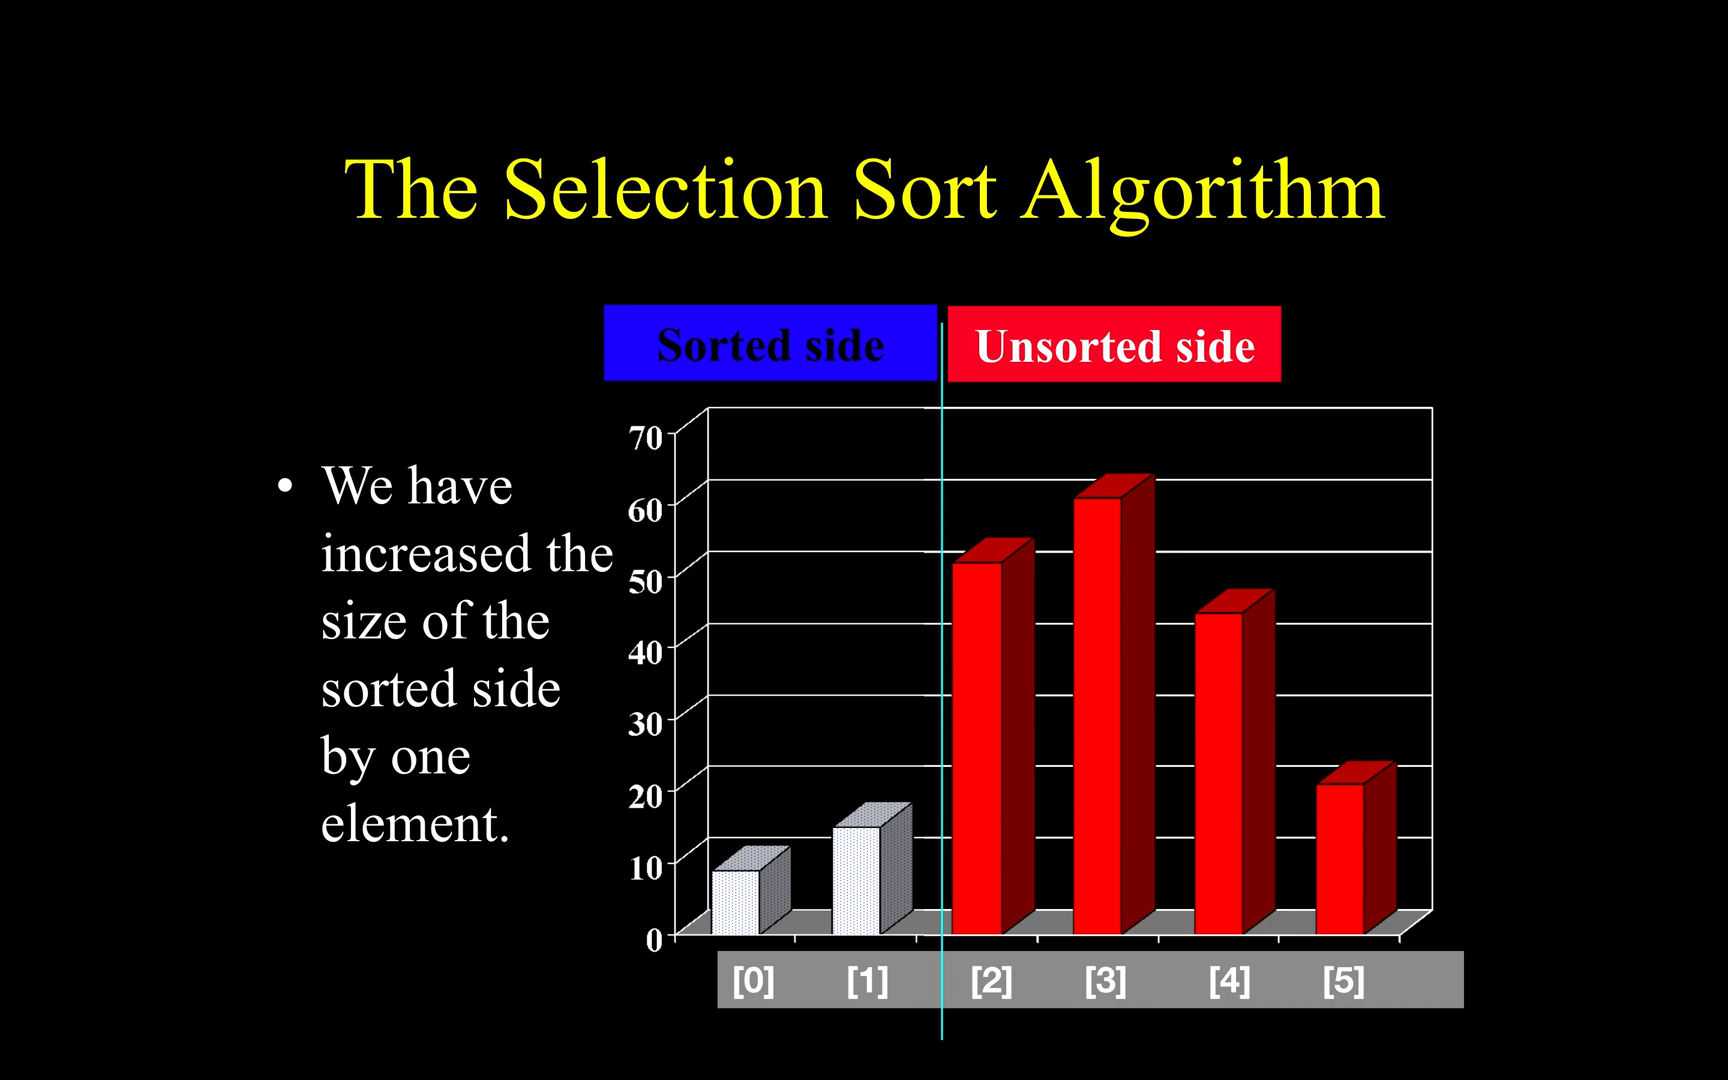 The Selection Sort Algorithm
Sorted side
Unsorted side
• We have
increased the
size of the
sorted side
by one
element.
70
60
50
40
30
20
10
0
[0] [1] [2] [3] [4] [5]